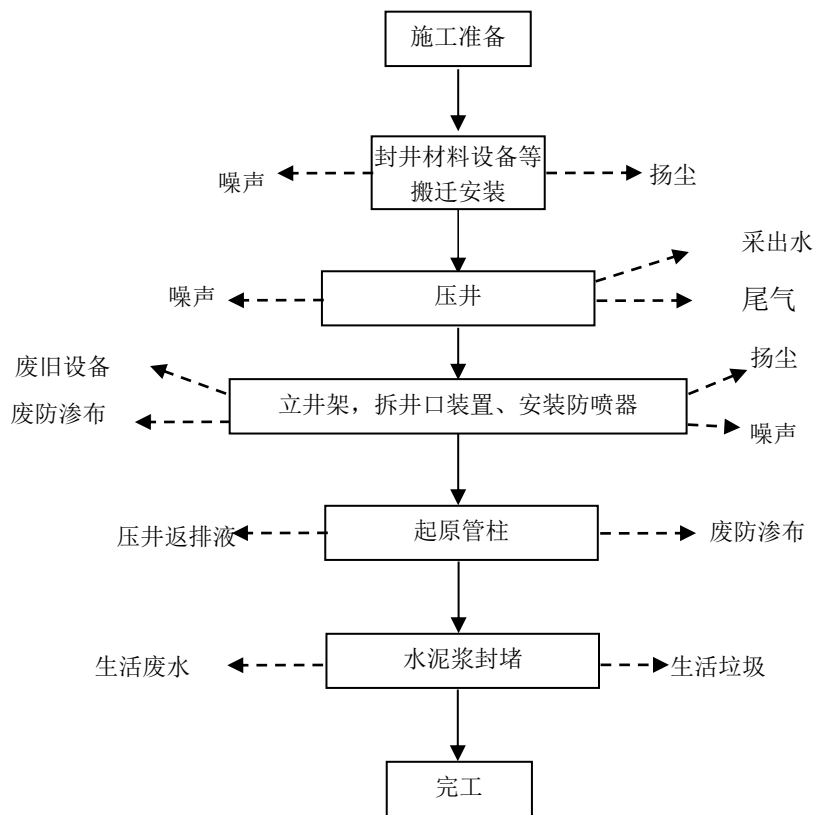 施工准备
封井材料设备等
搬迁安装
噪声
扬尘
采出水
压井
噪声
尾气
废旧设备
扬尘
立井架，拆井口装置、安装防喷器
废防渗布
噪声
压井返排液
起原管柱
废防渗布
生活废水
水泥浆封堵
生活垃圾
完工